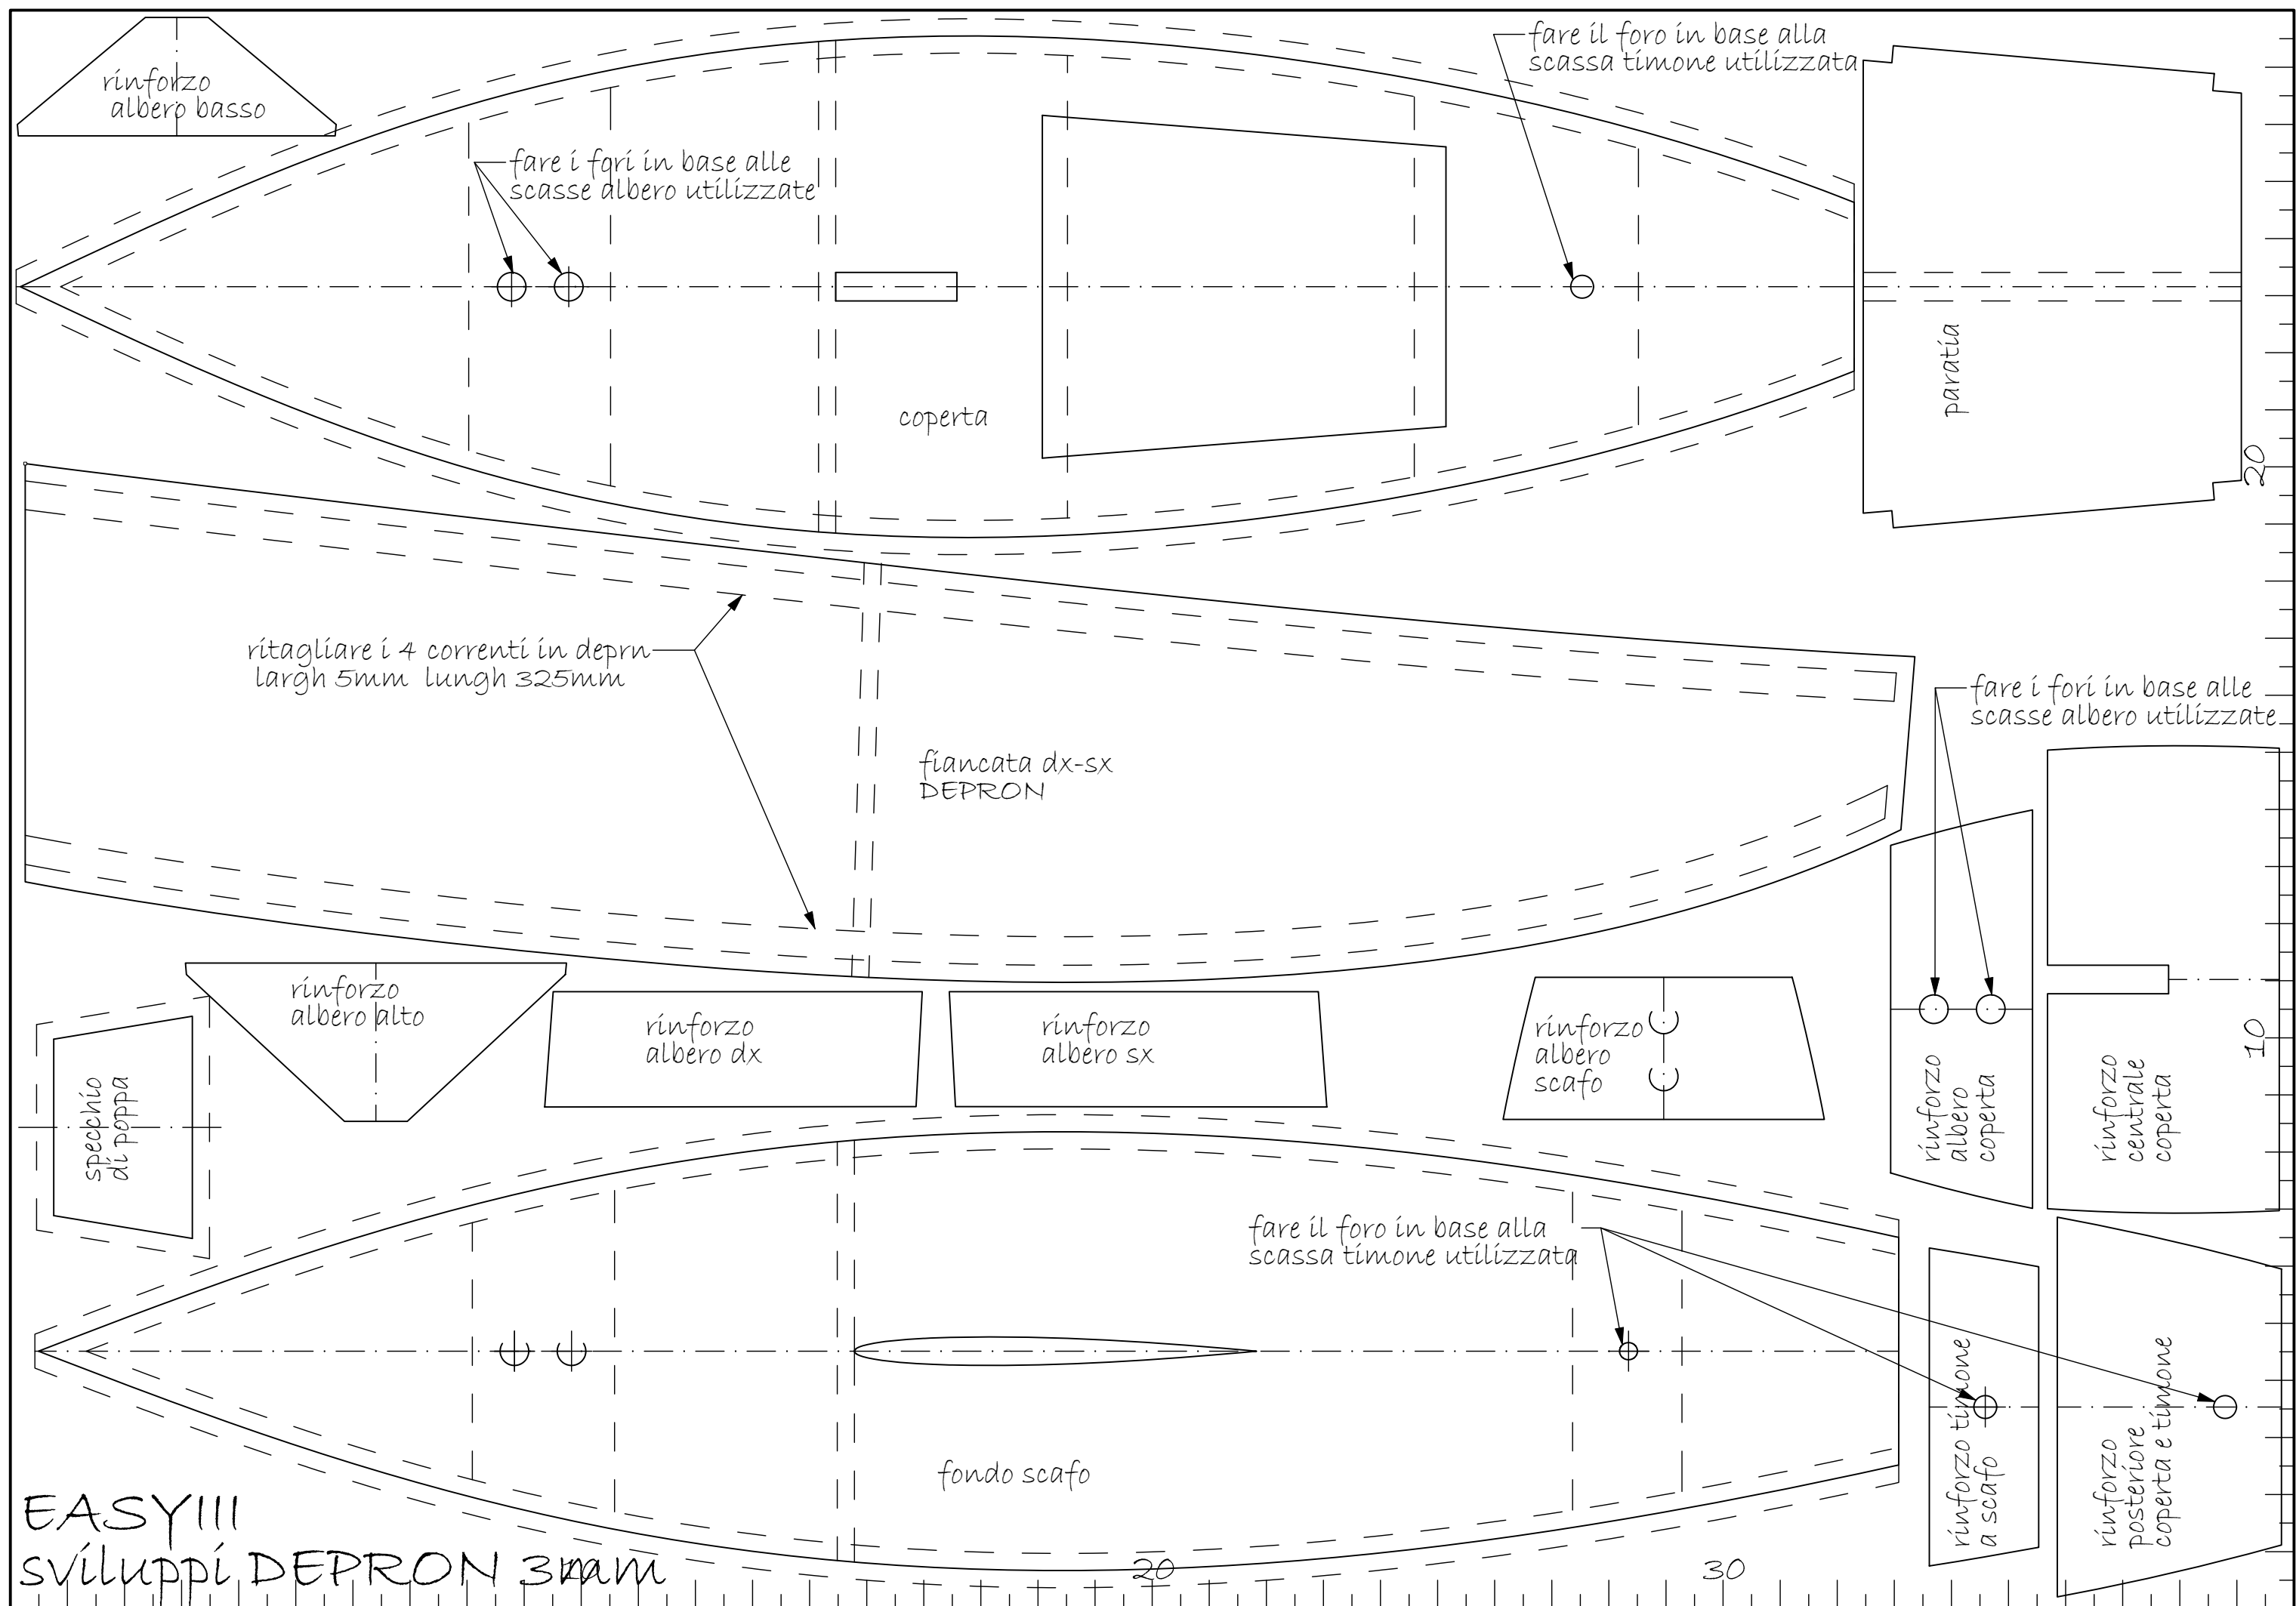 rinforzo
albero basso
fare il foro in base alla
scassa timone utilizzata
fare i fori in base alle
scasse albero utilizzate
coperta
paratia
20
ritagliare i 4 correnti in deprn
largh 5mm lungh 325mm
fiancata dx-sx
DEPRON
fare i fori in base alle
scasse albero utilizzate
rinforzo
albero alto
rinforzo
albero dx
rinforzo
albero sx
rinforzo
albero
scafo
rinforzo
albero
coperta
rinforzo
centrale
coperta
10
specchio
di poppa
fare il foro in base alla
scassa timone utilizzata
rinforzo timone
a scafo
rinforzo
posteriore
coperta e timone
fondo scafo
EASYIII
sviluppi DEPRON 3mm
20
30